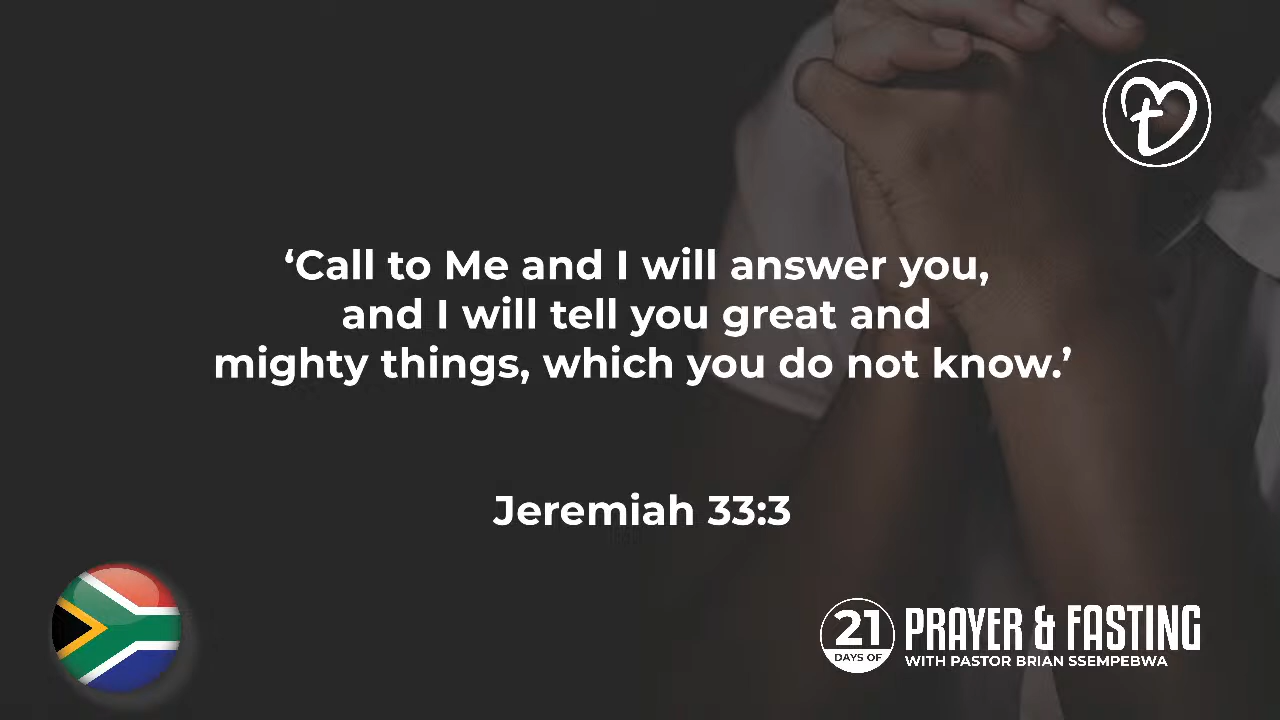 ‘Call to Me and I will answer you,
and I will tell you great and
mighty things, which you do not know.’
Jeremiah 33:3
21
DAYS OF
PRAYER & FASTING
WITH PASTOR BRIAN SSEMPEBWA